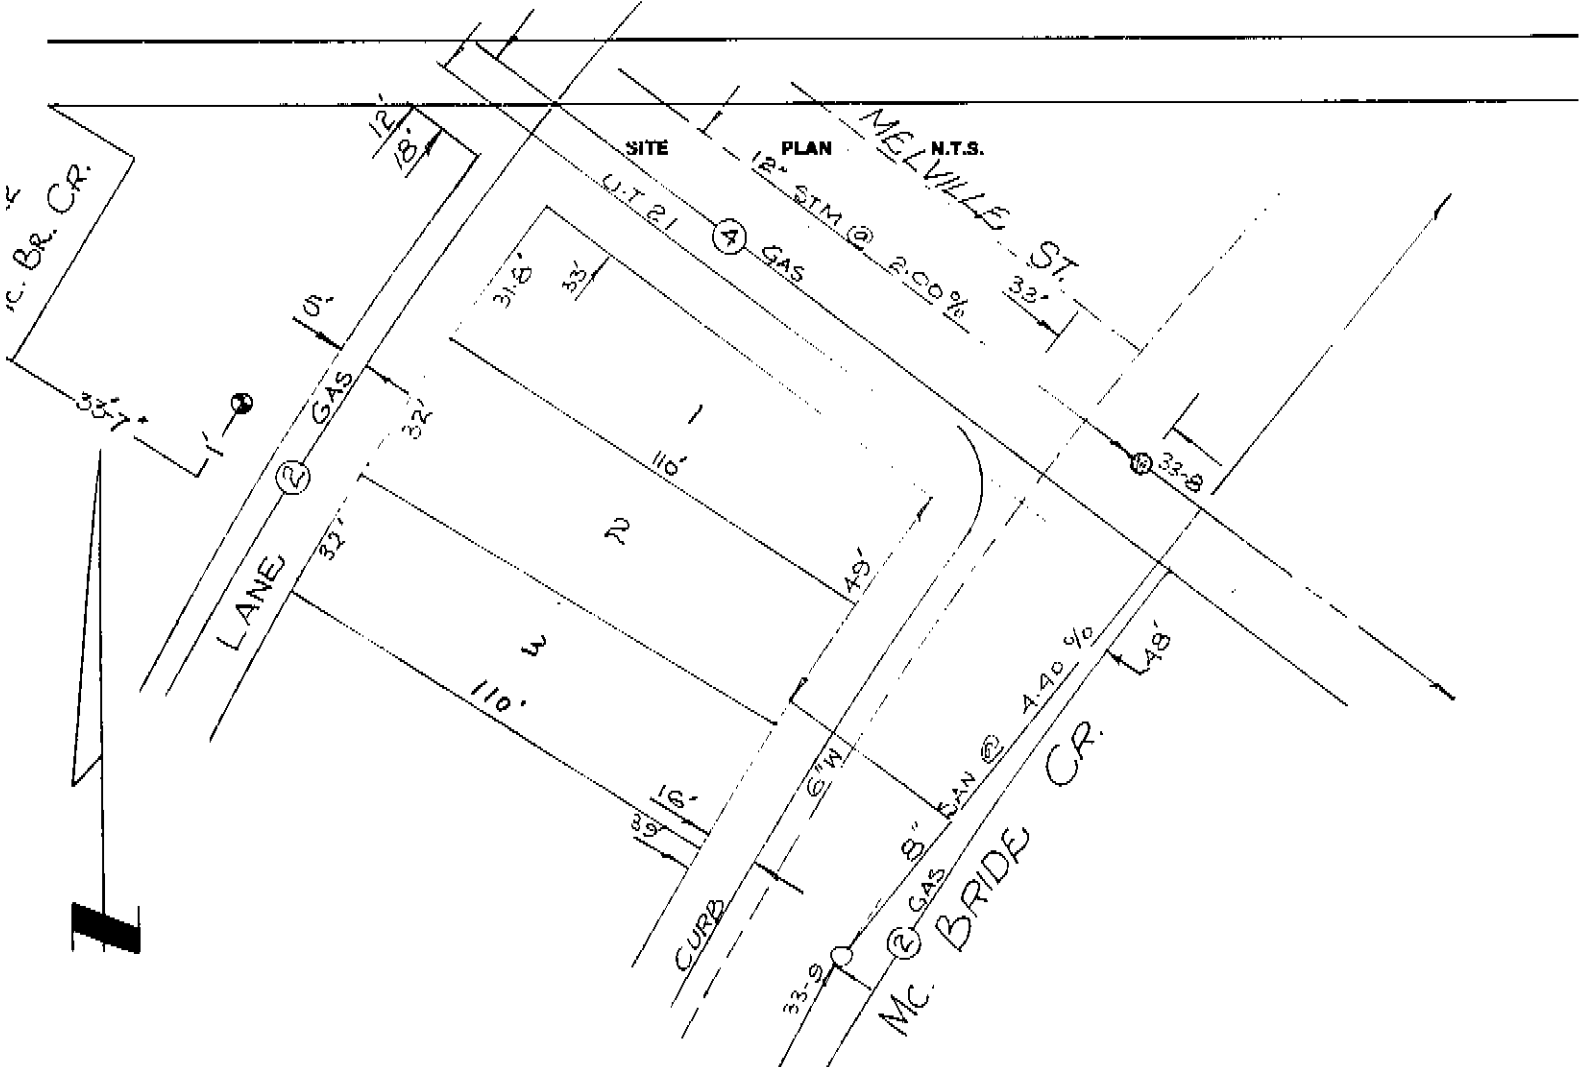 SITE PLAN N.T.S.
12'
18'
MELVILLE ST.
12" STM @ 2.00%
U.T 21
4 GAS
33'
BR. CR.
31.8'
33'
5'
GAS
2
LANE
33-7"
1'
32'
32'
1
110'
2
3
110'
49'
16'
39'
33-8
48'
6"W
8" SAN @ 4.40 %
CURB
2 GAS
33-9
MC. BRIDE CR.